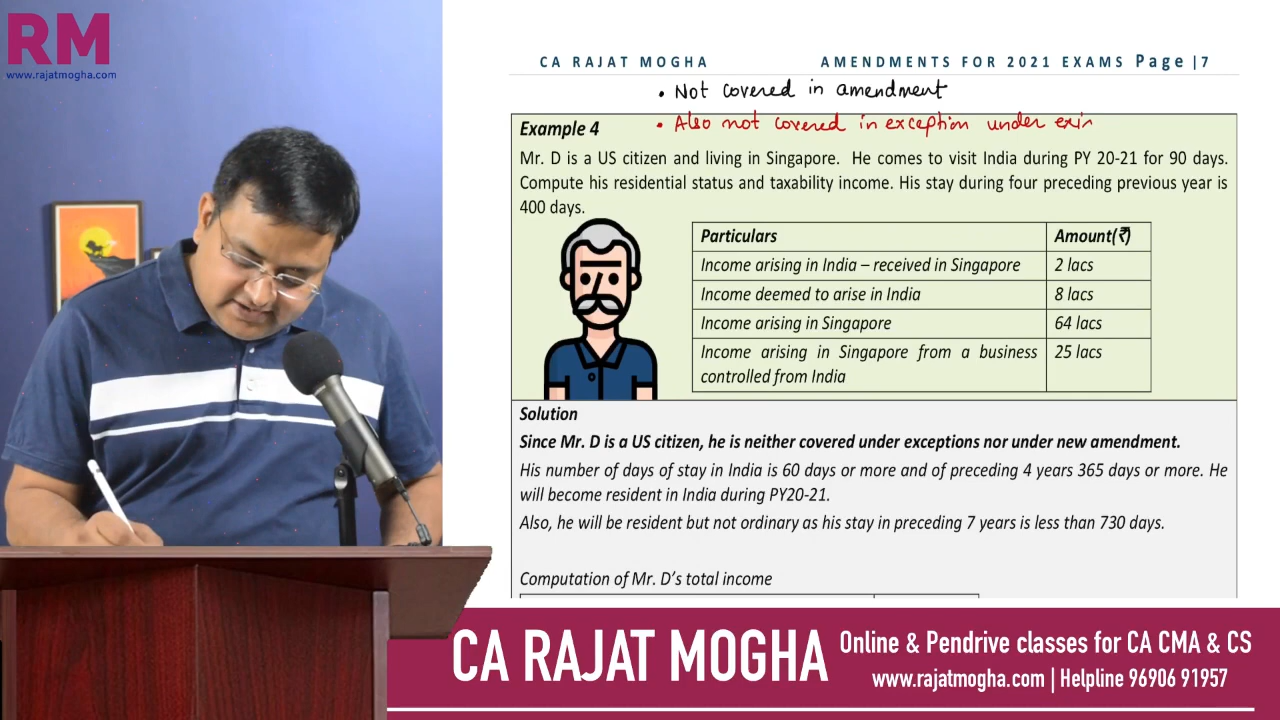 RM
www.rajatmogha.com
CA RAJAT MOGHA AMENDMENTS FOR 2021 EXAMS Page |7
• Not covered in amendment
• Also not covered in exception under exir
Example 4
Mr. D is a US citizen and living in Singapore. He comes to visit India during PY 20-21 for 90 days.
Compute his residential status and taxability income. His stay during four preceding previous year is
400 days.
Particulars Amount(₹)
Income arising in India – received in Singapore 2 lacs
Income deemed to arise in India 8 lacs
Income arising in Singapore 64 lacs
Income arising in Singapore from a business 25 lacs
controlled from India
Solution
Since Mr. D is a US citizen, he is neither covered under exceptions nor under new amendment.
His number of days of stay in India is 60 days or more and of preceding 4 years 365 days or more. He
will become resident in India during PY20-21.
Also, he will be resident but not ordinary as his stay in preceding 7 years is less than 730 days.
Computation of Mr. D’s total income
CA RAJAT MOGHA
Online & Pendrive classes for CA CMA & CS
www.rajatmogha.com | Helpline 96906 91957